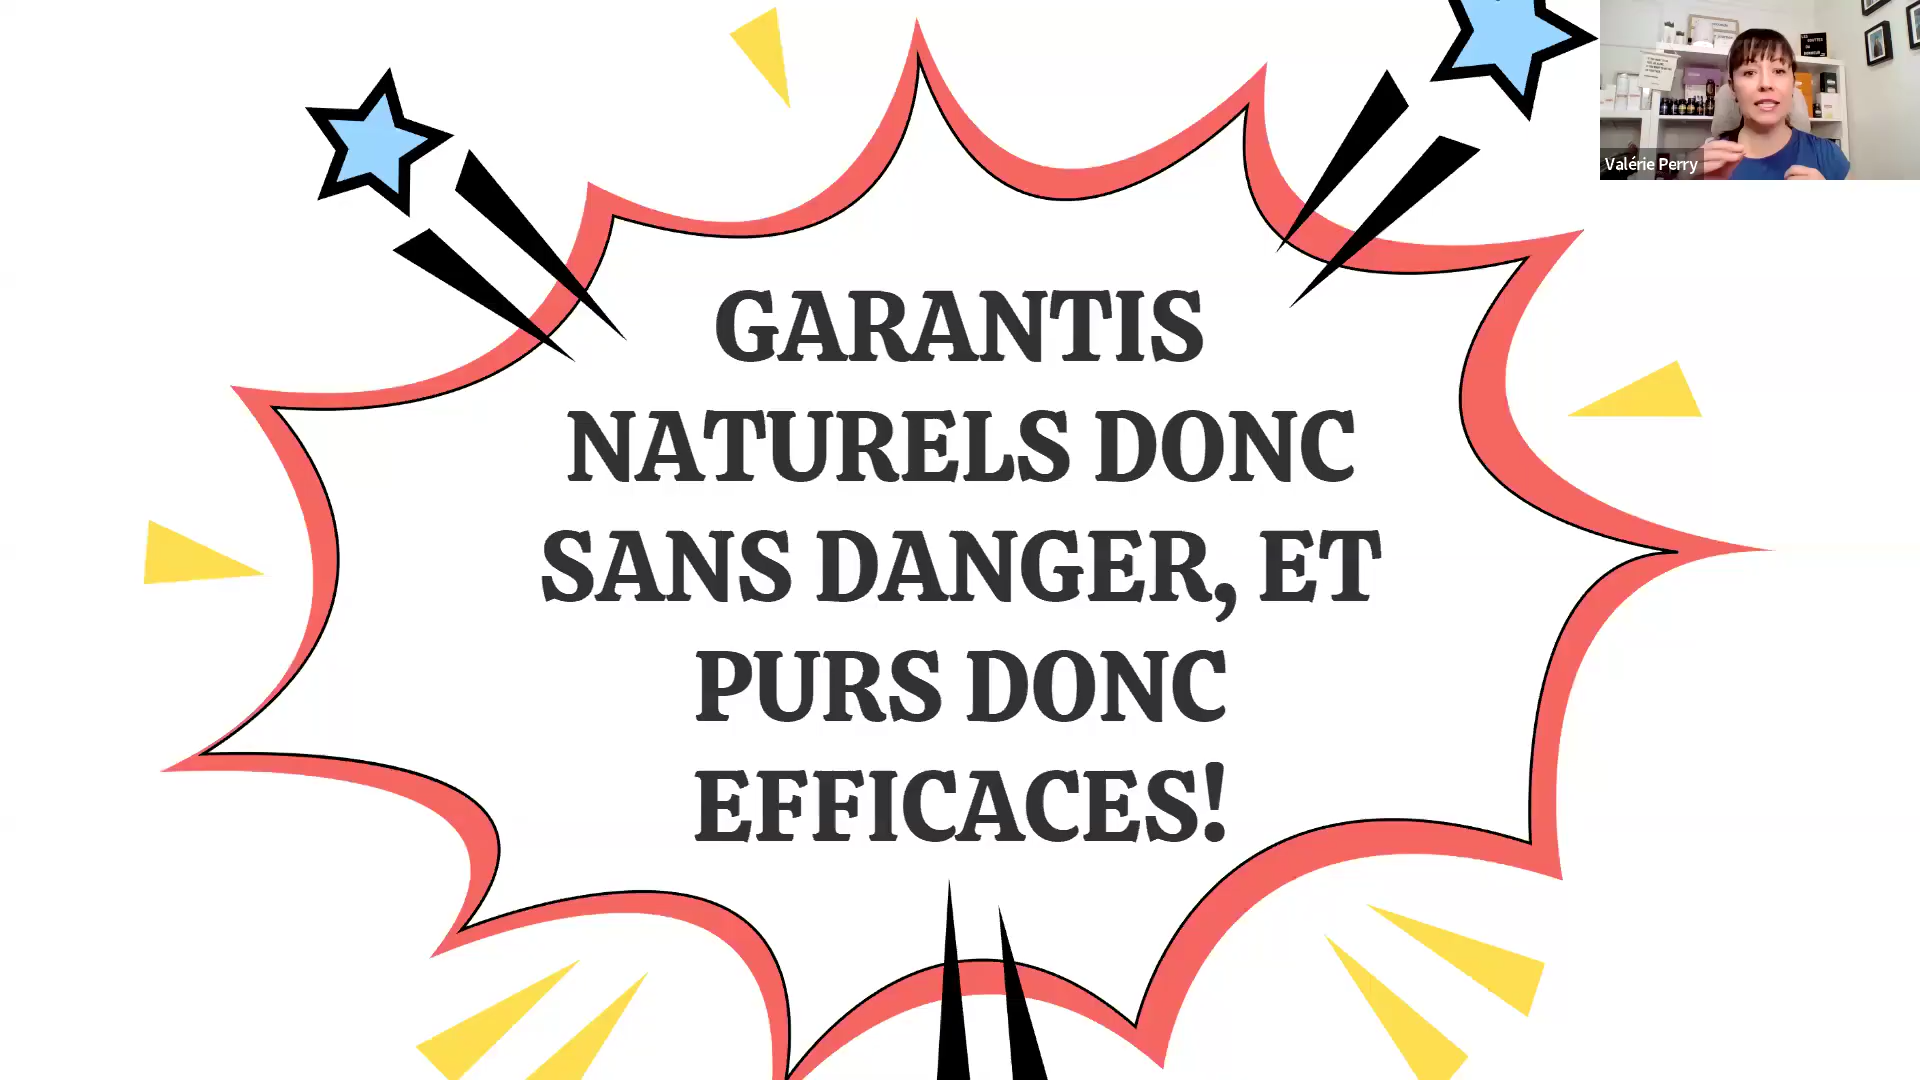 GARANTIS
NATURELS DONC
SANS DANGER, ET
PURS DONC
EFFICACES!
Valérie Perry